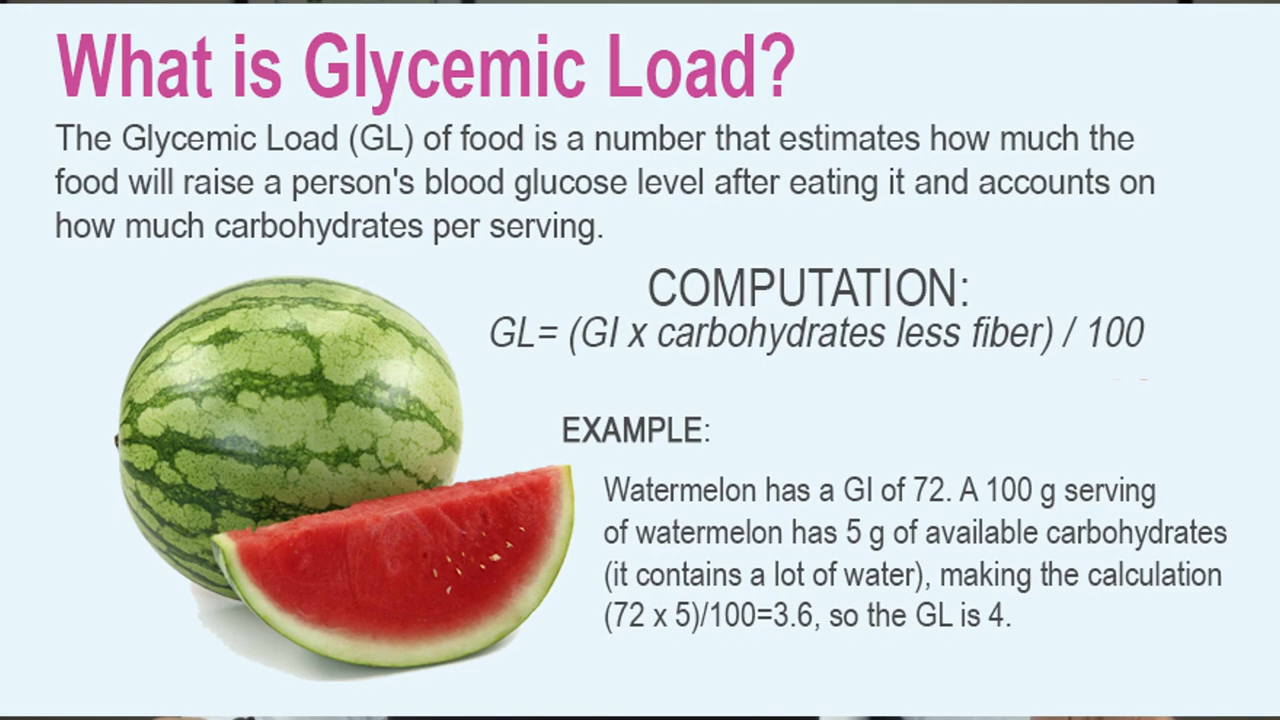 What is Glycemic Load?
The Glycemic Load (GL) of food is a number that estimates how much the
food will raise a person's blood glucose level after eating it and accounts on
how much carbohydrates per serving.
COMPUTATION:
GL= (GI x carbohydrates less fiber) / 100
EXAMPLE:
Watermelon has a GI of 72. A 100 g serving
of watermelon has 5 g of available carbohydrates
(it contains a lot of water), making the calculation
(72 x 5)/100=3.6, so the GL is 4.